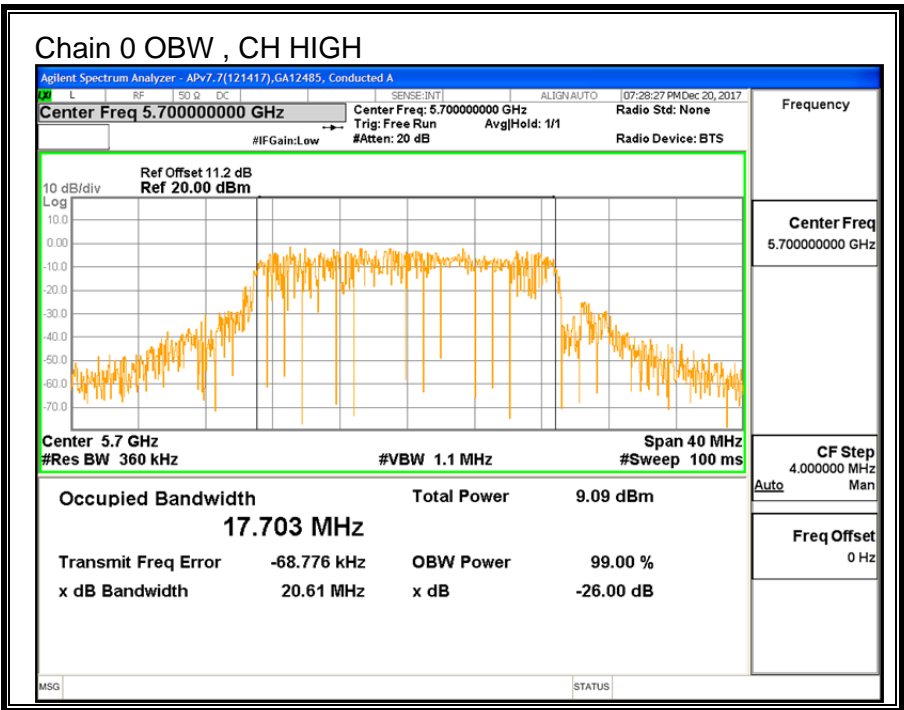 Chain 0 OBW , CH HIGH
Agilent Spectrum Analyzer - APv7.7(121417),GA12485, Conducted A
LXI L RF 50 Ω DC SENSE:INT ALIGN AUTO 07:28:27 PM Dec 20, 2017
Center Freq 5.700000000 GHz
Center Freq: 5.700000000 GHz
Radio Std: None
Trig: Free Run Avg|Hold: 1/1
#IFGain:Low #Atten: 20 dB Radio Device: BTS
Ref Offset 11.2 dB
10 dB/div Ref 20.00 dBm
Log
10.0
0.00
-10.0
-20.0
-30.0
-40.0
-50.0
-60.0
-70.0
Center 5.7 GHz Span 40 MHz
#Res BW 360 kHz #VBW 1.1 MHz #Sweep 100 ms
Occupied Bandwidth Total Power 9.09 dBm
17.703 MHz
Transmit Freq Error -68.776 kHz OBW Power 99.00 %
x dB Bandwidth 20.61 MHz x dB -26.00 dB
MSG STATUS
Frequency
Center Freq
5.700000000 GHz
CF Step
4.000000 MHz
Auto Man
Freq Offset
0 Hz